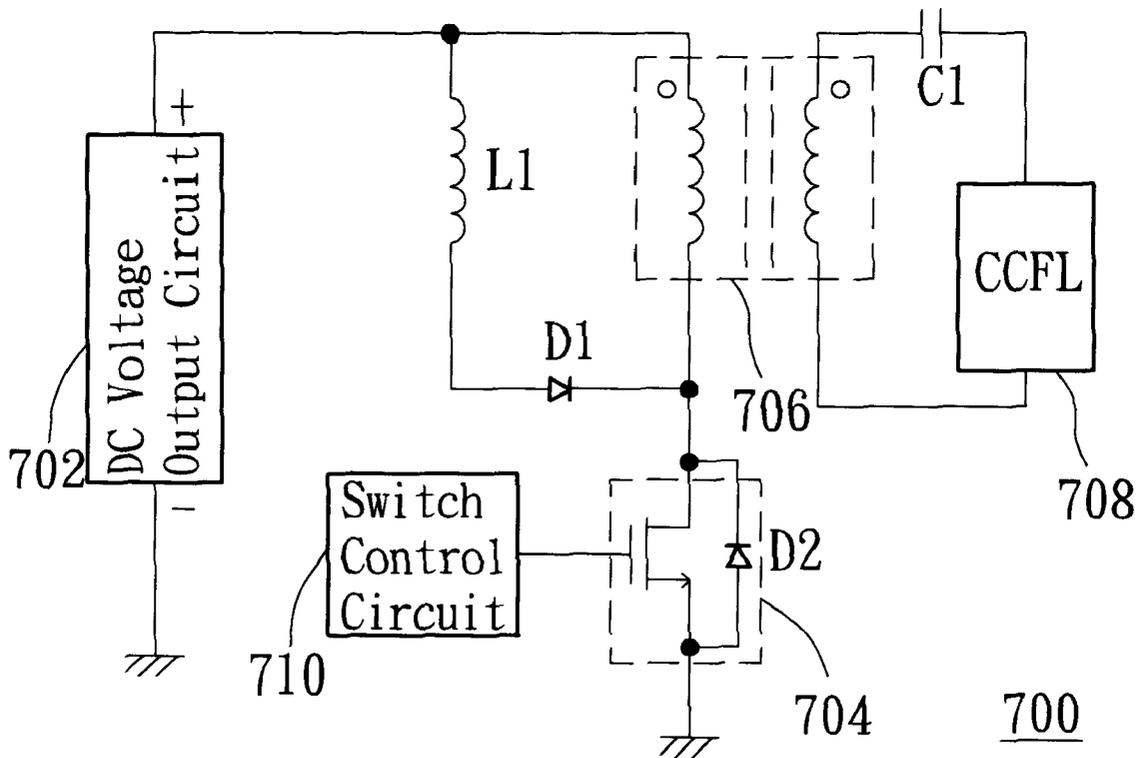 C1
+
L1
DC Voltage
Output Circuit
CCFL
D1
706
702
708
−
Switch
Control
Circuit
D2
710
704
700